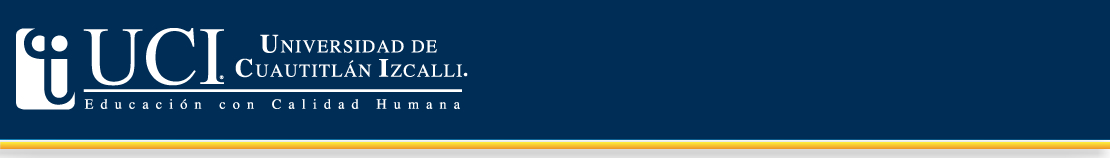 UCI UNIVERSIDAD DE
CUAUTITLÁN IZCALLI.
Educación con Calidad Humana